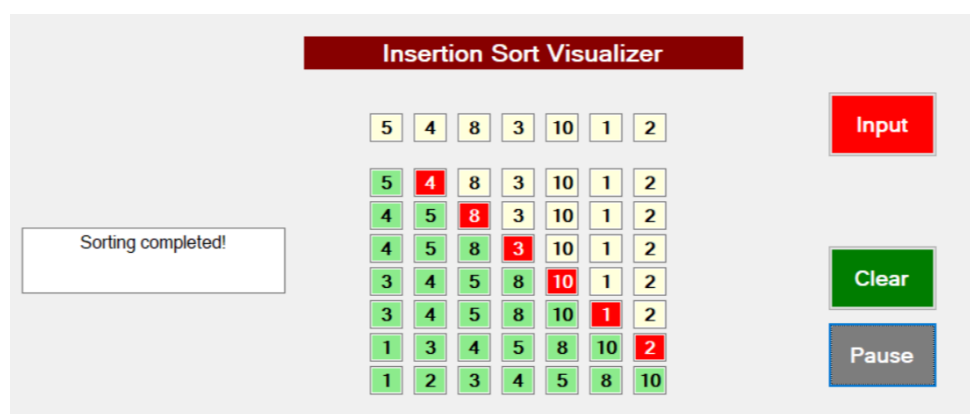 Insertion Sort Visualizer
Input
5 4 8 3 10 1 2
5 4 8 3 10 1 2
4 5 8 3 10 1 2
4 5 8 3 10 1 2
3 4 5 8 10 1 2
3 4 5 8 10 1 2
1 3 4 5 8 10 2
1 2 3 4 5 8 10
Sorting completed!
Clear
Pause